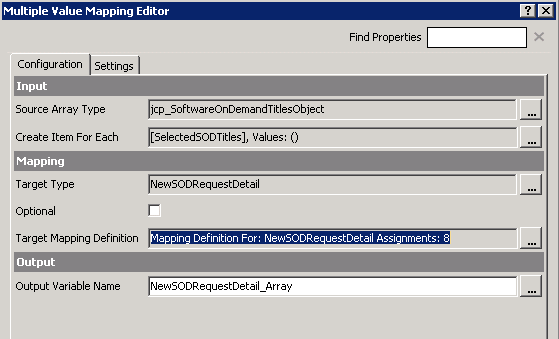 Multiple Value Mapping Editor
Find Properties
Configuration Settings
Input
Source Array Type jcp_SoftwareOnDemandTitlesObject ...
Create Item For Each [SelectedSODTitles], Values: () ...
Mapping
Target Type NewSODRequestDetail ...
Optional
Target Mapping Definition Mapping Definition For: NewSODRequestDetail Assignments: 8 ...
Output
Output Variable Name NewSODRequestDetail_Array ...